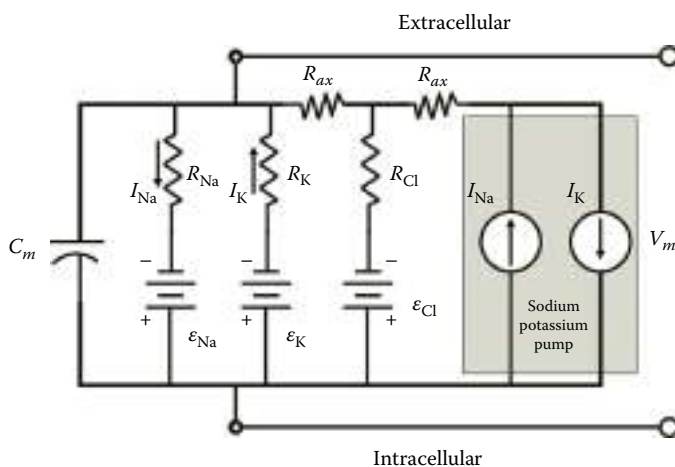 Extracellular
R_ax
R_ax
I_Na
R_Na
I_K
R_K
R_Cl
I_Na
I_K
C_m
V_m
− − −
+ + +
ε_Na
ε_K
ε_Cl
Sodium
potassium
pump
Intracellular